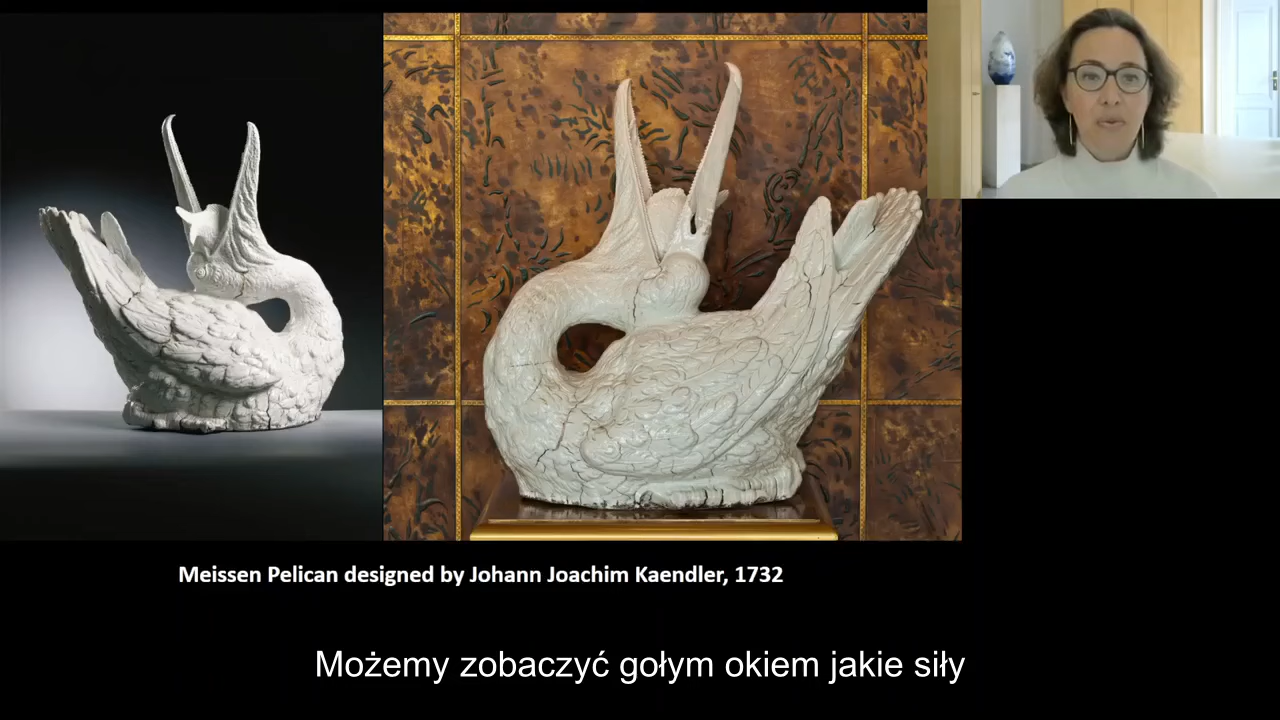 Meissen Pelican designed by Johann Joachim Kaendler, 1732
Możemy zobaczyć gołym okiem jakie siły